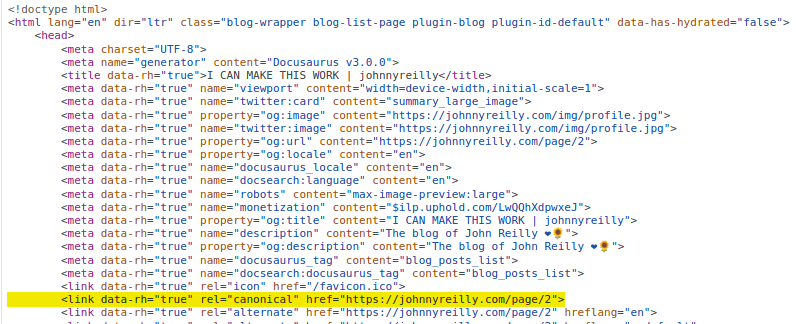 <!doctype html>
<html lang="en" dir="ltr" class="blog-wrapper blog-list-page plugin-blog plugin-id-default" data-has-hydrated="false">
<head>
<meta charset="UTF-8">
<meta name="generator" content="Docusaurus v3.0.0">
<title data-rh="true">I CAN MAKE THIS WORK | johnnyreilly</title>
<meta data-rh="true" name="viewport" content="width=device-width,initial-scale=1">
<meta data-rh="true" name="twitter:card" content="summary_large_image">
<meta data-rh="true" property="og:image" content="https://johnnyreilly.com/img/profile.jpg">
<meta data-rh="true" name="twitter:image" content="https://johnnyreilly.com/img/profile.jpg">
<meta data-rh="true" property="og:url" content="https://johnnyreilly.com/page/2">
<meta data-rh="true" property="og:locale" content="en">
<meta data-rh="true" name="docusaurus_locale" content="en">
<meta data-rh="true" name="docsearch:language" content="en">
<meta data-rh="true" name="robots" content="max-image-preview:large">
<meta data-rh="true" name="monetization" content="$ilp.uphold.com/LwQQhXdpwxeJ">
<meta data-rh="true" property="og:title" content="I CAN MAKE THIS WORK | johnnyreilly">
<meta data-rh="true" name="description" content="The blog of John Reilly ❤🌻">
<meta data-rh="true" property="og:description" content="The blog of John Reilly ❤🌻">
<meta data-rh="true" name="docusaurus_tag" content="blog_posts_list">
<meta data-rh="true" name="docsearch:docusaurus_tag" content="blog_posts_list">
<link data-rh="true" rel="icon" href="/favicon.ico">
<link data-rh="true" rel="canonical" href="https://johnnyreilly.com/page/2">
<link data-rh="true" rel="alternate" href="https://johnnyreilly.com/page/2" hreflang="en">